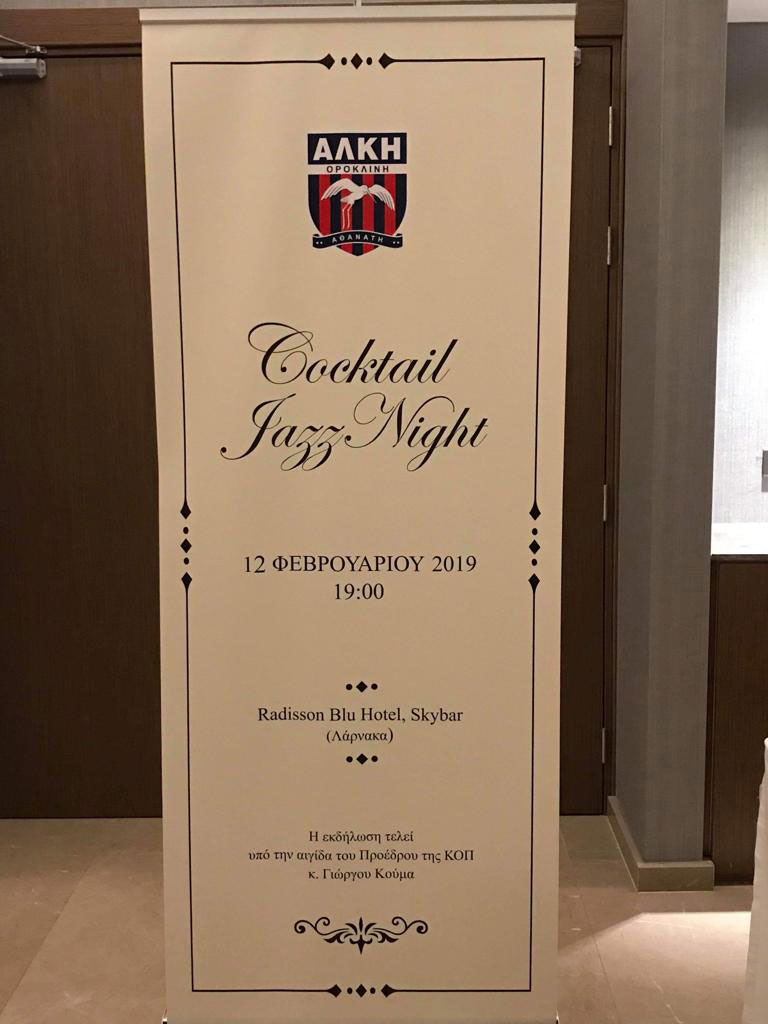 ΑΛΚΗ
ΟΡΟΚΛΙΝΗ
ΑΘΑΝΑΤΗ
Cocktail
Jazz Night
12 ΦΕΒΡΟΥΑΡΙΟΥ 2019
19:00
Radisson Blu Hotel, Skybar
(Λάρνακα)
Η εκδήλωση τελεί
υπό την αιγίδα του Προέδρου της ΚΟΠ
κ. Γιώργου Κούμα